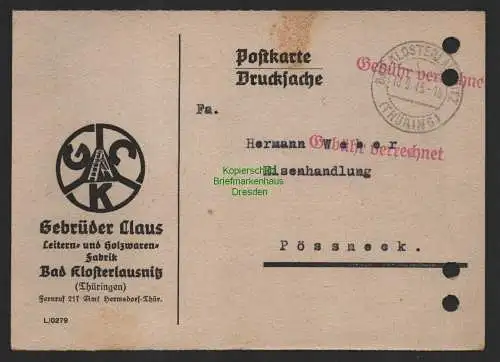 Postkarte
Drucksache
Gebühr verrechnet
BAD KLOSTERLAUSNITZ
(THÜRING)
Fa.
Hermann Weber
Gebühr verrechnet
Eisenhandlung
Pössneck.
Kopierschutz
Briefmarkenhaus
Dresden
G C
K
Gebrüder Claus
Leitern- und Holzwaren-
Fabrik
Bad Klosterlausnitz
(Thüringen)
Fernruf 217 Amt Hermsdorf-Thür.
L/0279